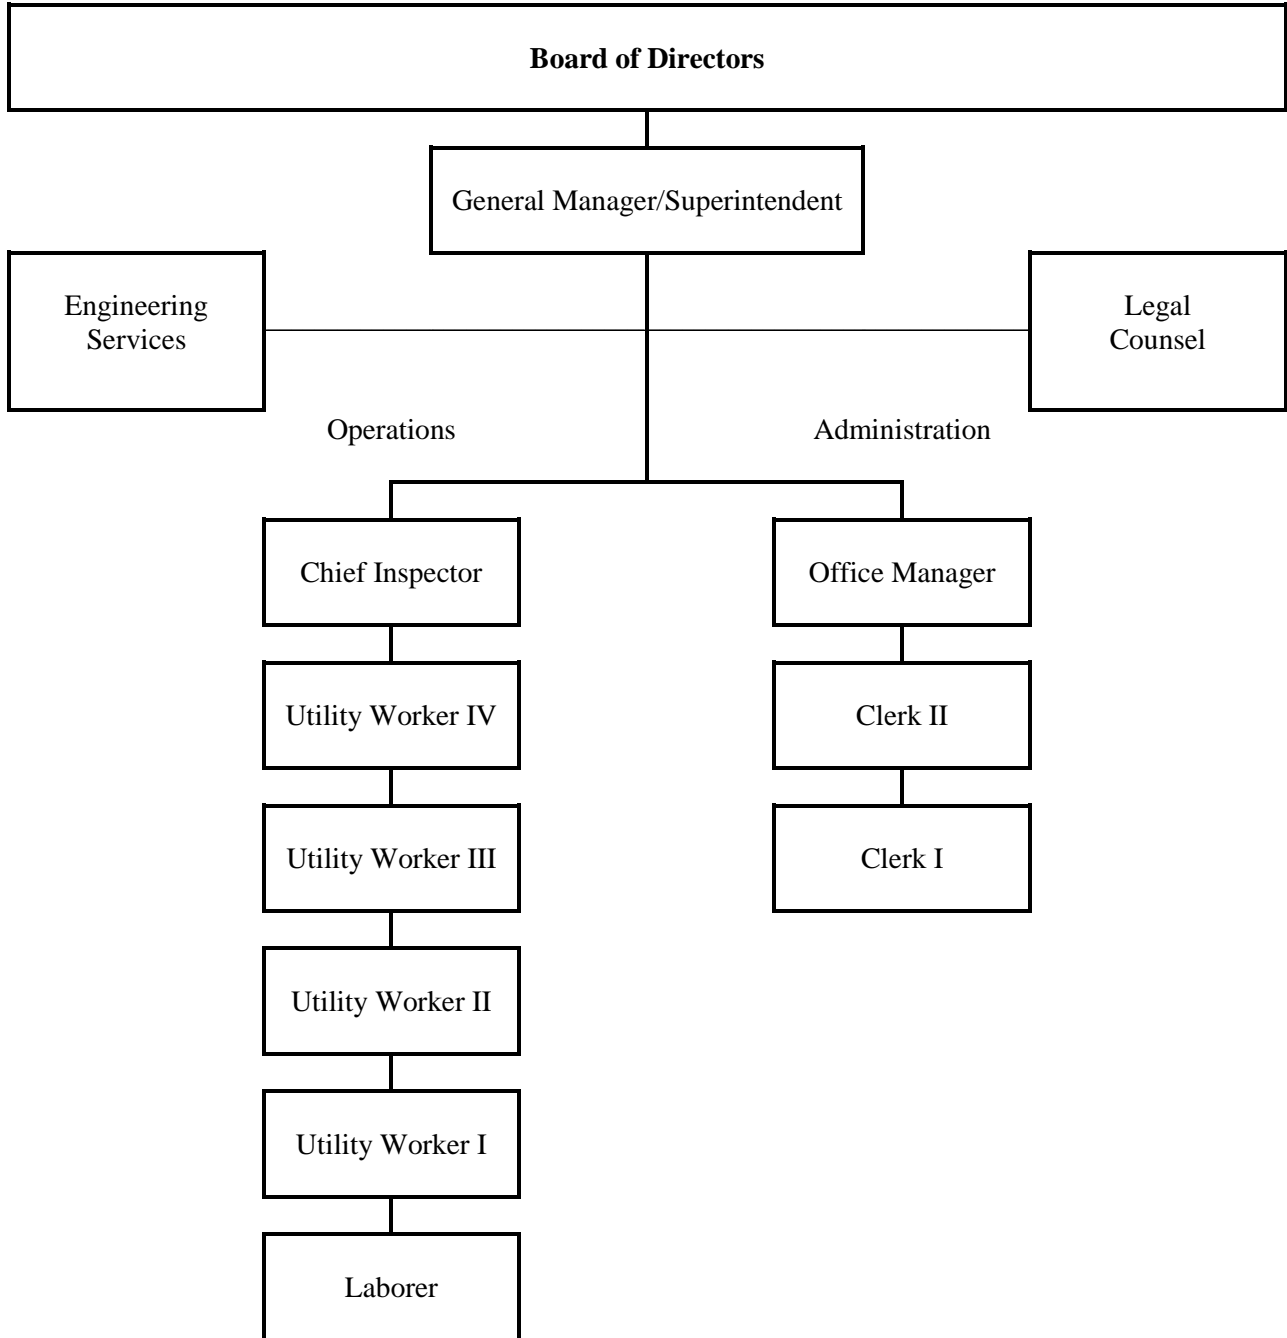 Board of Directors
General Manager/Superintendent
Engineering
Services
Legal
Counsel
Operations
Administration
Chief Inspector
Office Manager
Utility Worker IV
Clerk II
Utility Worker III
Clerk I
Utility Worker II
Utility Worker I
Laborer